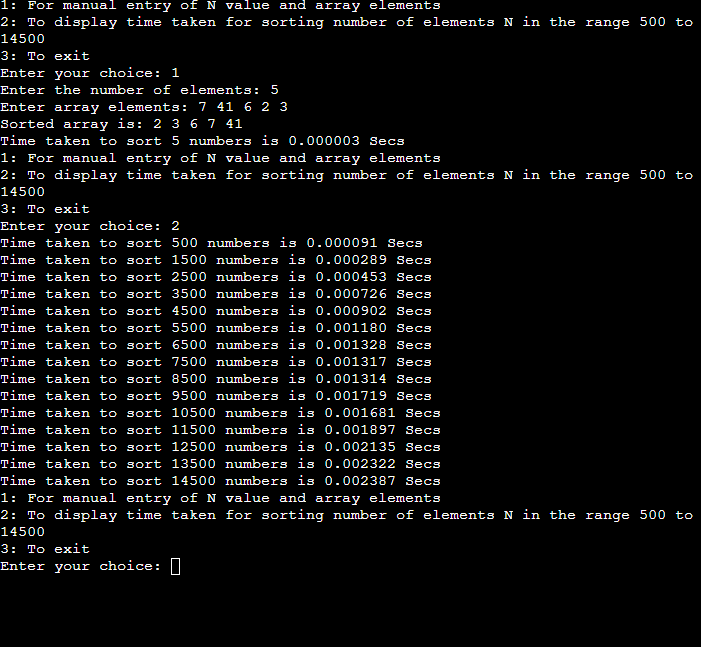 1: For manual entry of N value and array elements
2: To display time taken for sorting number of elements N in the range 500 to
14500
3: To exit
Enter your choice: 1
Enter the number of elements: 5
Enter array elements: 7 41 6 2 3
Sorted array is: 2 3 6 7 41
Time taken to sort 5 numbers is 0.000003 Secs
1: For manual entry of N value and array elements
2: To display time taken for sorting number of elements N in the range 500 to
14500
3: To exit
Enter your choice: 2
Time taken to sort 500 numbers is 0.000091 Secs
Time taken to sort 1500 numbers is 0.000289 Secs
Time taken to sort 2500 numbers is 0.000453 Secs
Time taken to sort 3500 numbers is 0.000726 Secs
Time taken to sort 4500 numbers is 0.000902 Secs
Time taken to sort 5500 numbers is 0.001180 Secs
Time taken to sort 6500 numbers is 0.001328 Secs
Time taken to sort 7500 numbers is 0.001317 Secs
Time taken to sort 8500 numbers is 0.001314 Secs
Time taken to sort 9500 numbers is 0.001719 Secs
Time taken to sort 10500 numbers is 0.001681 Secs
Time taken to sort 11500 numbers is 0.001897 Secs
Time taken to sort 12500 numbers is 0.002135 Secs
Time taken to sort 13500 numbers is 0.002322 Secs
Time taken to sort 14500 numbers is 0.002387 Secs
1: For manual entry of N value and array elements
2: To display time taken for sorting number of elements N in the range 500 to
14500
3: To exit
Enter your choice: